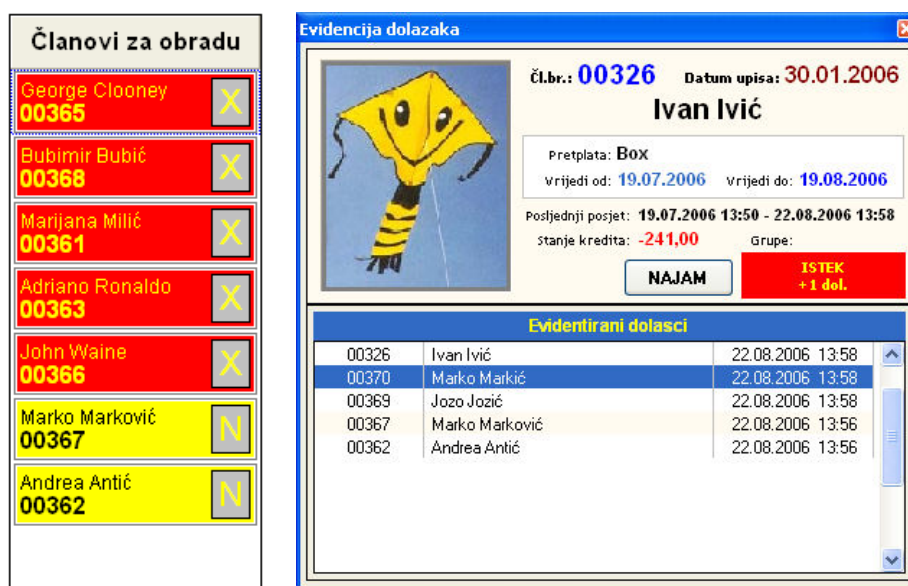 Članovi za obradu
George Clooney
00365
X
Bubimir Bubić
00368
X
Marijana Milić
00361
X
Adriano Ronaldo
00363
X
John Waine
00366
X
Marko Marković
00367
N
Andrea Antić
00362
N
Evidencija dolazaka
Čl.br.: 00326 Datum upisa: 30.01.2006
Ivan Ivić
Pretplata: Box
Vrijedi od: 19.07.2006 Vrijedi do: 19.08.2006
Posljednji posjet: 19.07.2006 13:50 - 22.08.2006 13:58
Stanje kredita: -241,00 Grupe:
NAJAM
ISTEK
+1 dol.
Evidentirani dolasci
00326 Ivan Ivić 22.08.2006 13:58
00370 Marko Markić 22.08.2006 13:58
00369 Jozo Jozić 22.08.2006 13:58
00367 Marko Marković 22.08.2006 13:56
00362 Andrea Antić 22.08.2006 13:56